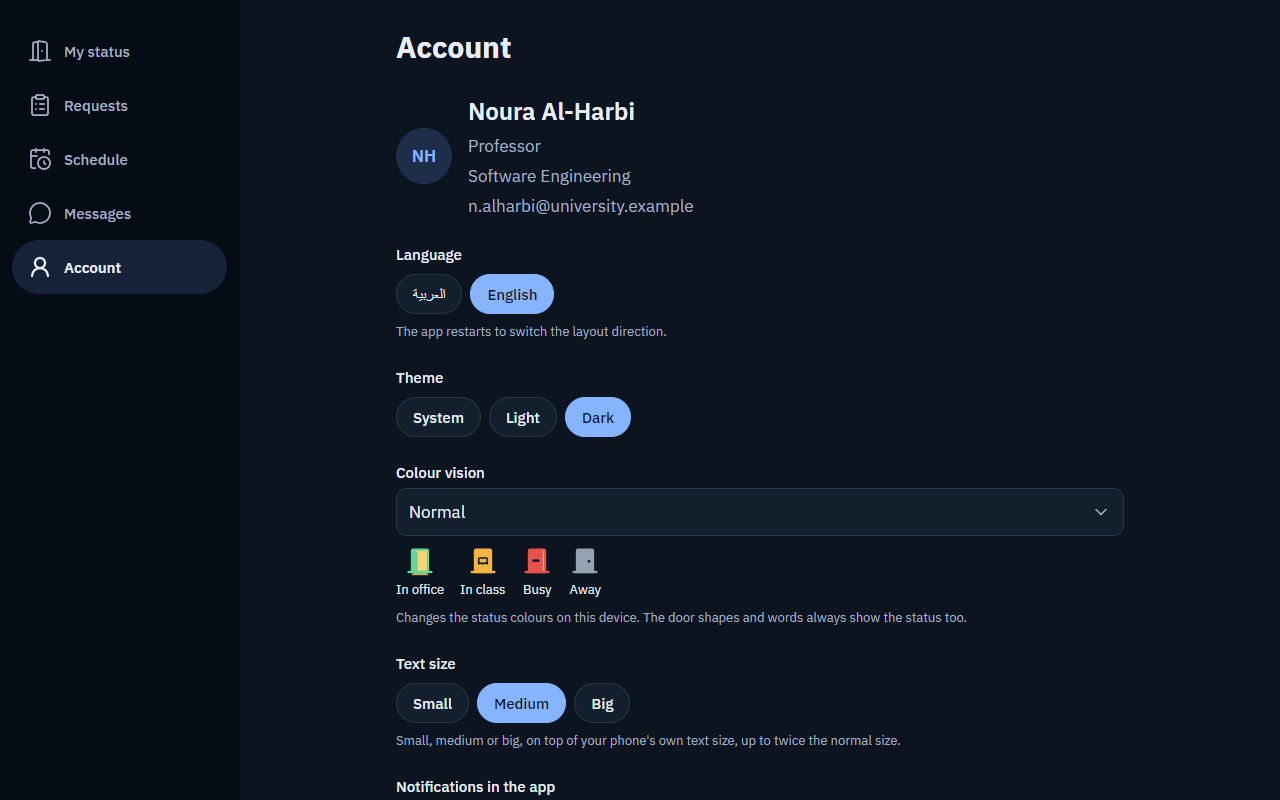 My status
Requests
Schedule
Messages
Account
Account
NH
Noura Al-Harbi
Professor
Software Engineering
n.alharbi@university.example
Language
العربية
English
The app restarts to switch the layout direction.
Theme
System
Light
Dark
Colour vision
Normal
In office
In class
Busy
Away
Changes the status colours on this device. The door shapes and words always show the status too.
Text size
Small
Medium
Big
Small, medium or big, on top of your phone's own text size, up to twice the normal size.
Notifications in the app